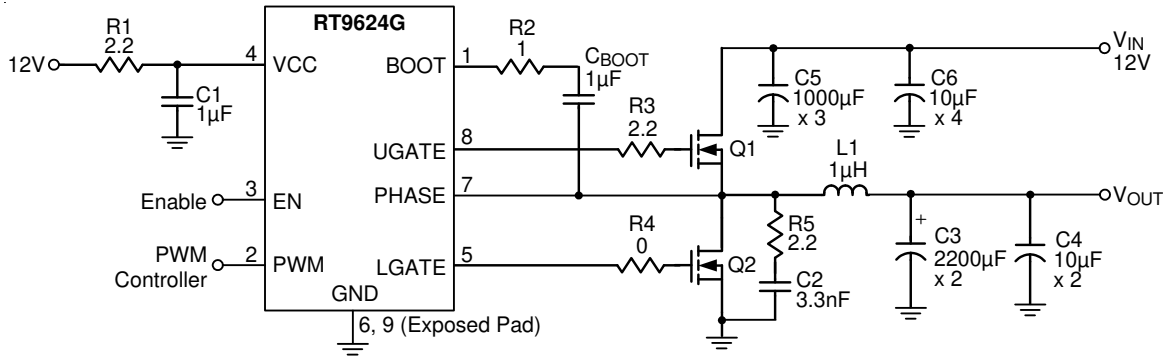 RT9624G
12V
R1
2.2
4
VCC
C1
1µF
BOOT
1
R2
1
CBOOT
1µF
UGATE
8
R3
2.2
Q1
C5
1000µF
x 3
C6
10µF
x 4
VIN
12V
Enable
3
EN
PHASE
7
L1
1µH
VOUT
PWM
Controller
2
PWM
LGATE
5
R4
0
Q2
R5
2.2
C2
3.3nF
C3
+
2200µF
x 2
C4
10µF
x 2
GND
6, 9 (Exposed Pad)